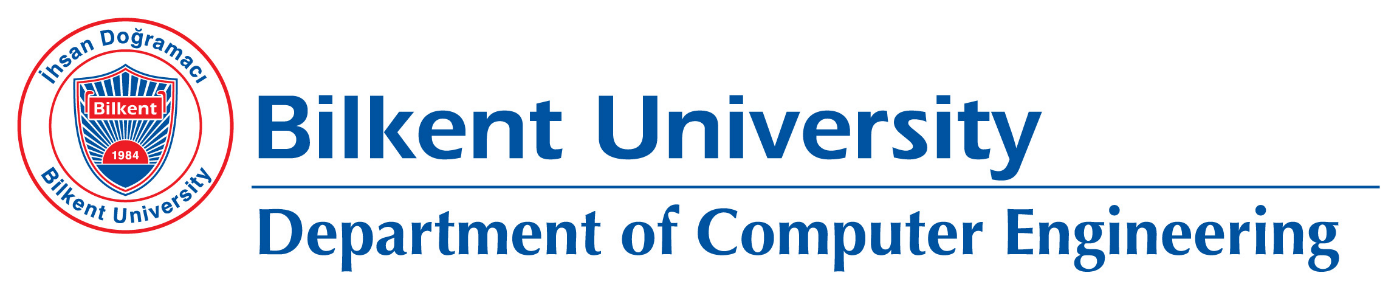 İhsan Doğramacı
Bilkent
1984
Bilkent University
Bilkent University
Department of Computer Engineering